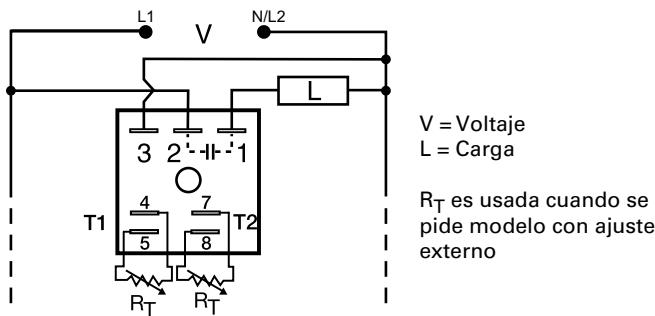 L1 V N/L2
L
3 2 1
4 7
T1 T2
5 8
RT RT
V = Voltaje
L = Carga
RT es usada cuando se
pide modelo con ajuste
externo